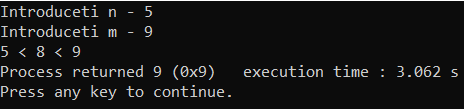 Introduceti n - 5
Introduceti m - 9
5 < 8 < 9
Process returned 9 (0x9)   execution time : 3.062 s
Press any key to continue.